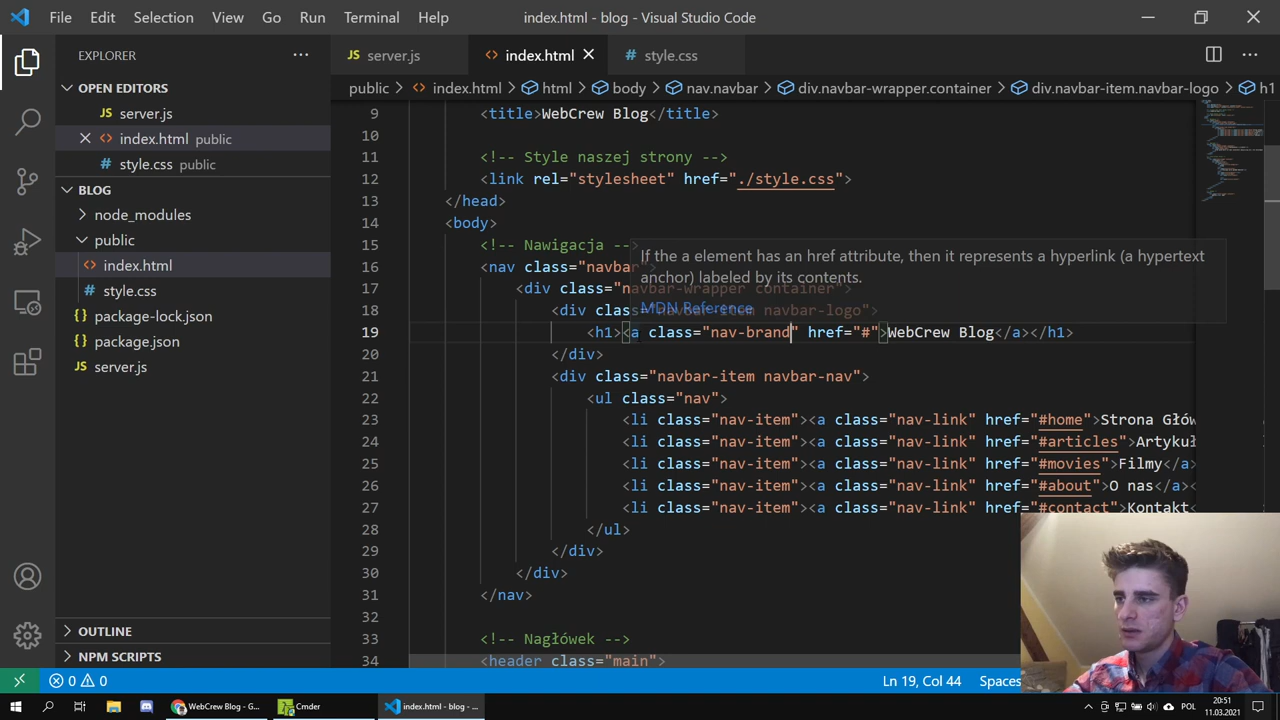 File Edit Selection View Go Run Terminal Help index.html - blog - Visual Studio Code
EXPLORER
OPEN EDITORS
server.js
index.html public
style.css public
BLOG
node_modules
public
index.html
style.css
package-lock.json
package.json
server.js
OUTLINE
NPM SCRIPTS
JS server.js <> index.html # style.css
public > index.html > html > body > nav.navbar > div.navbar-wrapper.container > div.navbar-item.navbar-logo > h1
9 <title>WebCrew Blog</title>
10
11 <!-- Style naszej strony -->
12 <link rel="stylesheet" href="./style.css">
13 </head>
14 <body>
15 <!-- Nawigacja -->
If the a element has an href attribute, then it represents a hyperlink (a hypertext
anchor) labeled by its contents.
MDN Reference
16 <nav class="navbar">
17 <div class="navbar-wrapper container">
18 <div class="navbar-item navbar-logo">
19 <h1><a class="nav-brand" href="#">WebCrew Blog</a></h1>
20 </div>
21 <div class="navbar-item navbar-nav">
22 <ul class="nav">
23 <li class="nav-item"><a class="nav-link" href="#home">Strona Głów
24 <li class="nav-item"><a class="nav-link" href="#articles">Artykuł
25 <li class="nav-item"><a class="nav-link" href="#movies">Filmy</a>
26 <li class="nav-item"><a class="nav-link" href="#about">O nas</a><
27 <li class="nav-item"><a class="nav-link" href="#contact">Kontakt<
28 </ul>
29 </div>
30 </div>
31 </nav>
32
33 <!-- Nagłówek -->
34 <header class="main">
0 0 Ln 19, Col 44 Spaces
WebCrew Blog - G... Cmder index.html - blog - ... POL 20:51
11.03.2021